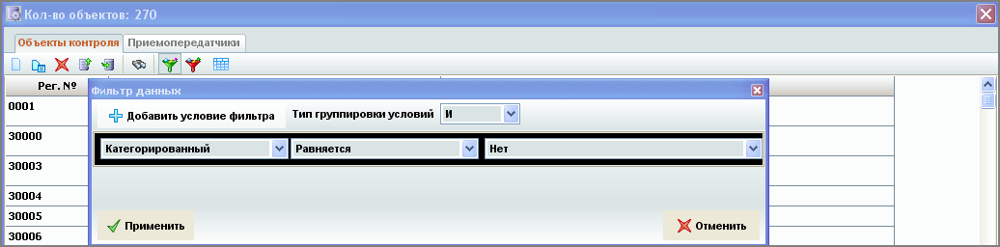 Кол-во объектов: 270
Объекты контроля Приемопередатчики
Рег. №
Фильтр данных
0001
Добавить условие фильтра Тип группировки условий И
30000
Категорированный Равняется Нет
30003
30004
30005
Применить Отменить
30006